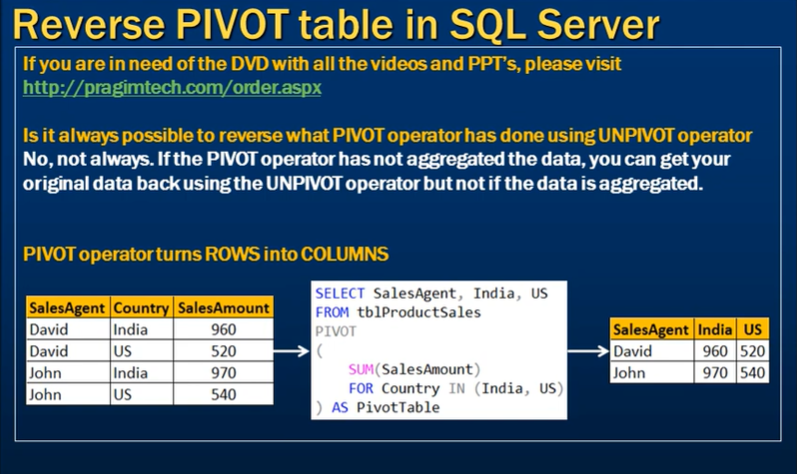 Reverse PIVOT table in SQL Server
If you are in need of the DVD with all the videos and PPT's, please visit
http://pragimtech.com/order.aspx
Is it always possible to reverse what PIVOT operator has done using UNPIVOT operator
No, not always. If the PIVOT operator has not aggregated the data, you can get your
original data back using the UNPIVOT operator but not if the data is aggregated.
PIVOT operator turns ROWS into COLUMNS
SalesAgent Country SalesAmount
David India 960
David US 520
John India 970
John US 540
SELECT SalesAgent, India, US
FROM tblProductSales
PIVOT
(
SUM(SalesAmount)
FOR Country IN (India, US)
) AS PivotTable
SalesAgent India US
David 960 520
John 970 540